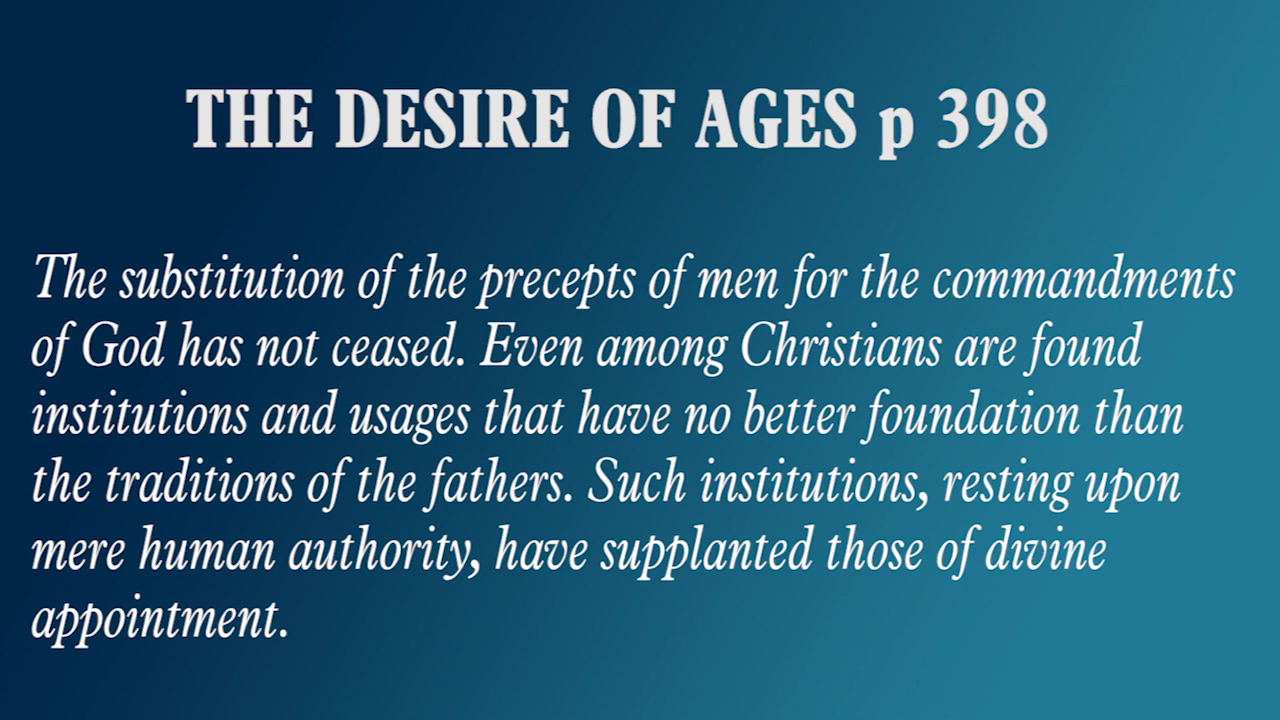 THE DESIRE OF AGES p 398
The substitution of the precepts of men for the commandments
of God has not ceased. Even among Christians are found
institutions and usages that have no better foundation than
the traditions of the fathers. Such institutions, resting upon
mere human authority, have supplanted those of divine
appointment.